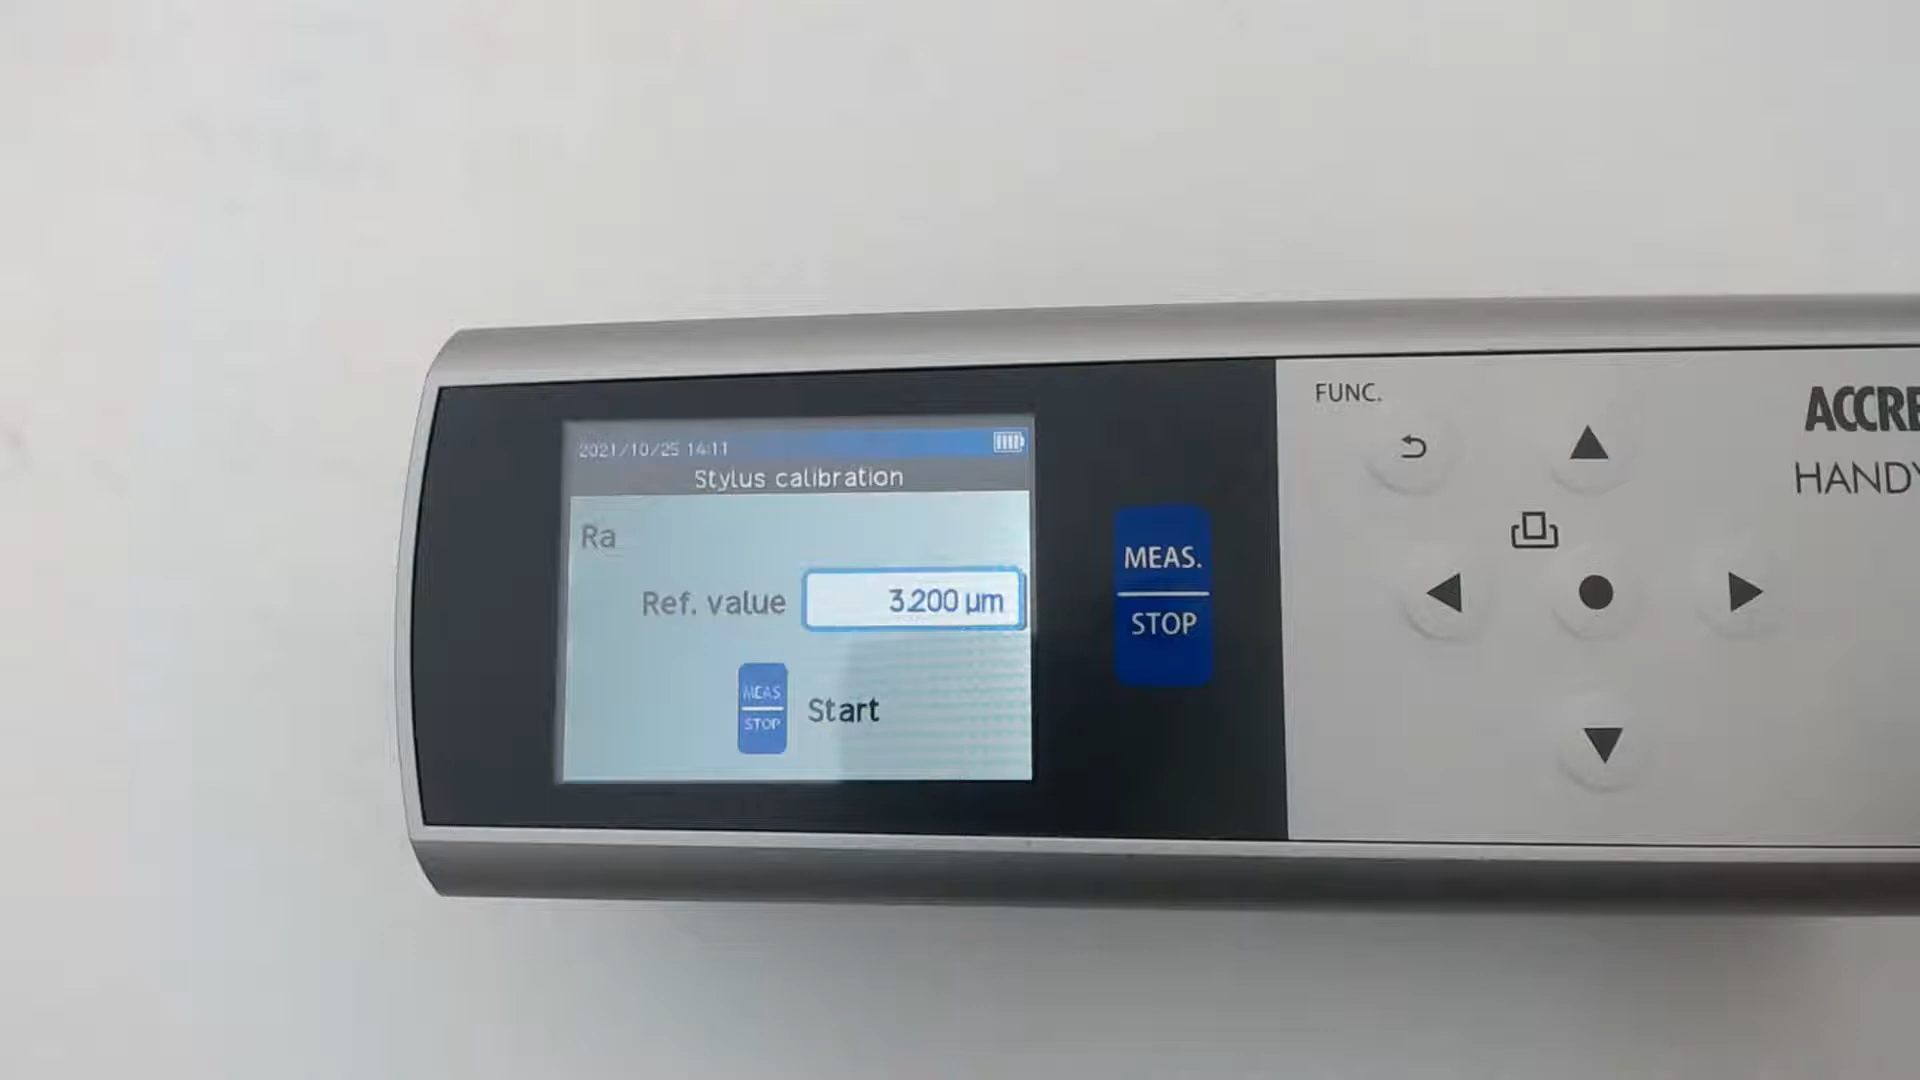 2021/10/25 14:11
Stylus calibration
Ra
Ref. value 3.200 µm
MEAS.
STOP
Start
MEAS.
STOP
FUNC.
ACCRE
HANDY